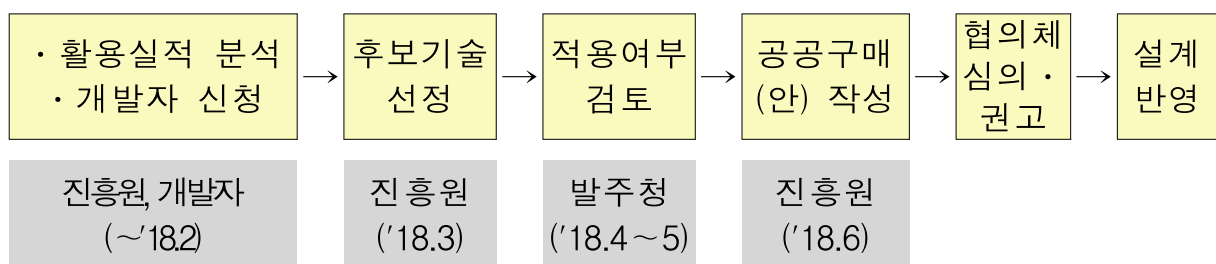 · 활용실적 분석
· 개발자 신청
→
후보기술
선정
→
적용여부
검토
→
공공구매
(안) 작성
→
협의체
심의·
권고
→
설계
반영
진흥원, 개발자
(~'18.2)
진흥원
('18.3)
발주청
('18.4~5)
진흥원
('18.6)